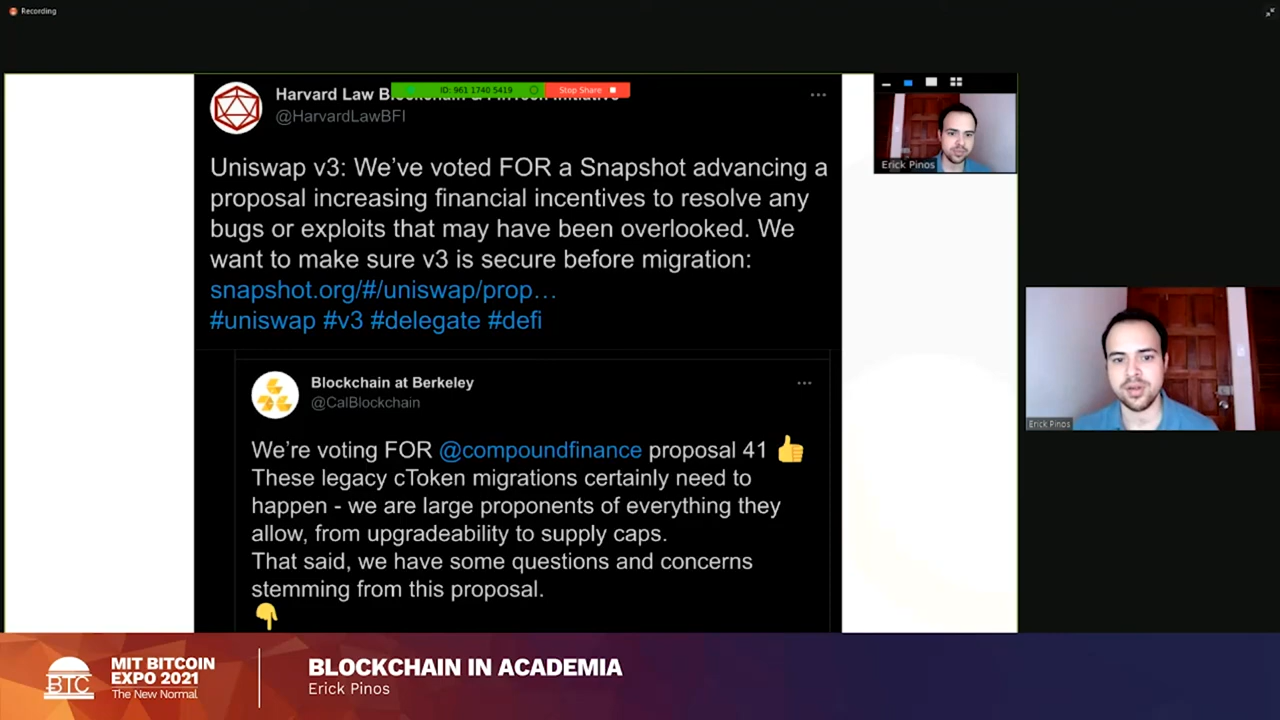 Recording
ID: 961 1740 5419
Stop Share
Harvard Law
@HarvardLawBFI
Uniswap v3: We've voted FOR a Snapshot advancing a
proposal increasing financial incentives to resolve any
bugs or exploits that may have been overlooked. We
want to make sure v3 is secure before migration:
snapshot.org/#/uniswap/prop…
#uniswap #v3 #delegate #defi
Blockchain at Berkeley
@CalBlockchain
We're voting FOR @compoundfinance proposal 41 👍
These legacy cToken migrations certainly need to
happen - we are large proponents of everything they
allow, from upgradeability to supply caps.
That said, we have some questions and concerns
stemming from this proposal.
👇
Erick Pinos
Erick Pinos
BTC
MIT BITCOIN
EXPO 2021
The New Normal
BLOCKCHAIN IN ACADEMIA
Erick Pinos